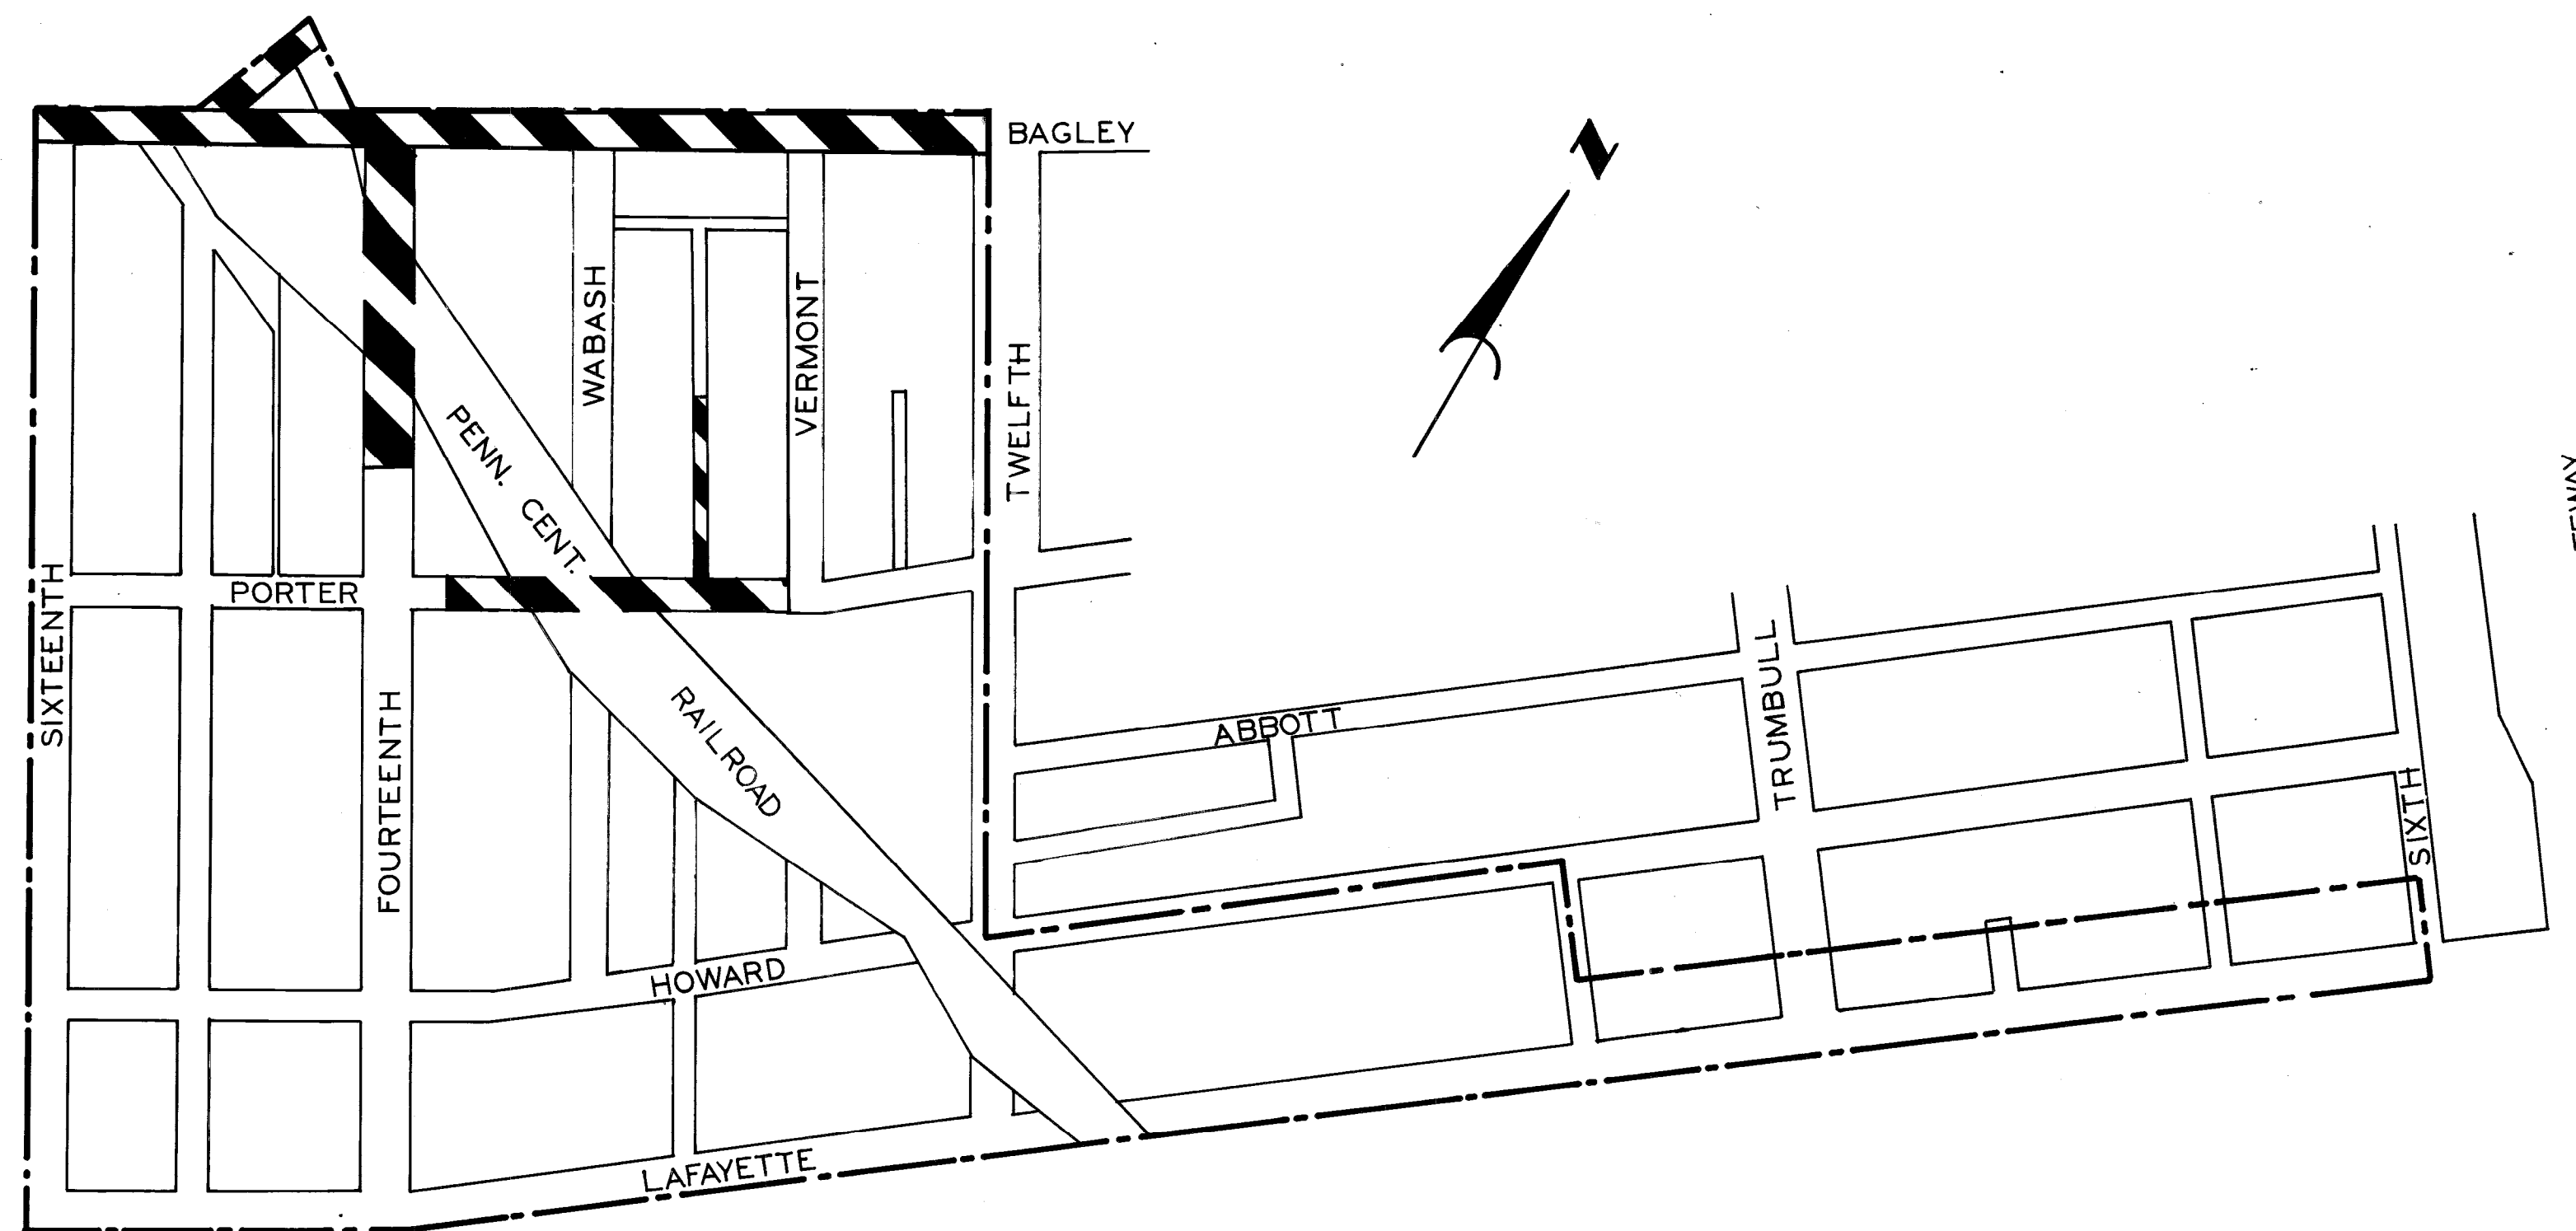 N
BAGLEY
WABASH
VERMONT
TWELFTH
PENN. CENT.
RAILROAD
PORTER
SIXTEENTH
FOURTEENTH
ABBOTT
TRUMBULL
SIXTH
HOWARD
LAFAYETTE